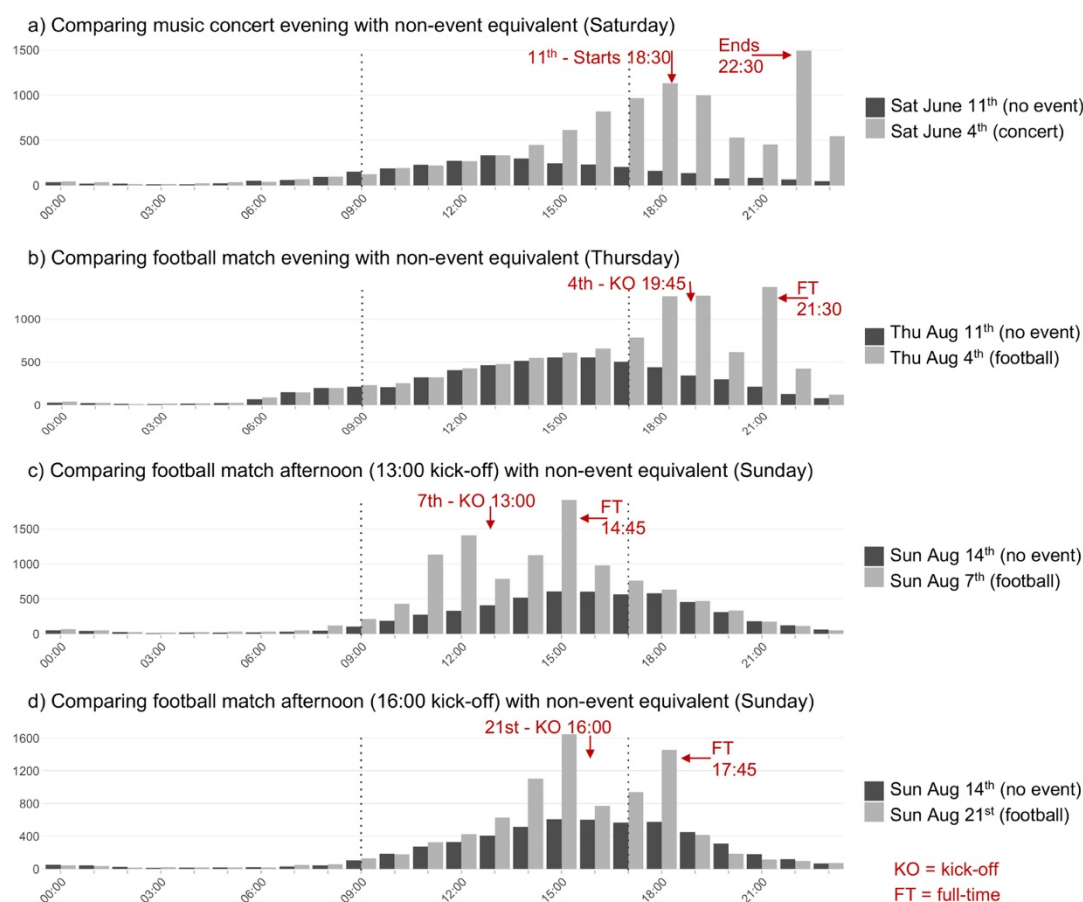 a) Comparing music concert evening with non-event equivalent (Saturday)
1500
1000
500
0
11th - Starts 18:30
Ends
22:30
00:00
03:00
06:00
09:00
12:00
15:00
18:00
21:00
Sat June 11th (no event)
Sat June 4th (concert)
b) Comparing football match evening with non-event equivalent (Thursday)
1000
500
0
4th - KO 19:45
FT
21:30
00:00
03:00
06:00
09:00
12:00
15:00
18:00
21:00
Thu Aug 11th (no event)
Thu Aug 4th (football)
c) Comparing football match afternoon (13:00 kick-off) with non-event equivalent (Sunday)
1500
1000
500
0
7th - KO 13:00
FT
14:45
00:00
03:00
06:00
09:00
12:00
15:00
18:00
21:00
Sun Aug 14th (no event)
Sun Aug 7th (football)
d) Comparing football match afternoon (16:00 kick-off) with non-event equivalent (Sunday)
1600
1200
800
400
0
21st - KO 16:00
FT
17:45
00:00
03:00
06:00
09:00
12:00
15:00
18:00
21:00
Sun Aug 14th (no event)
Sun Aug 21st (football)
KO = kick-off
FT = full-time